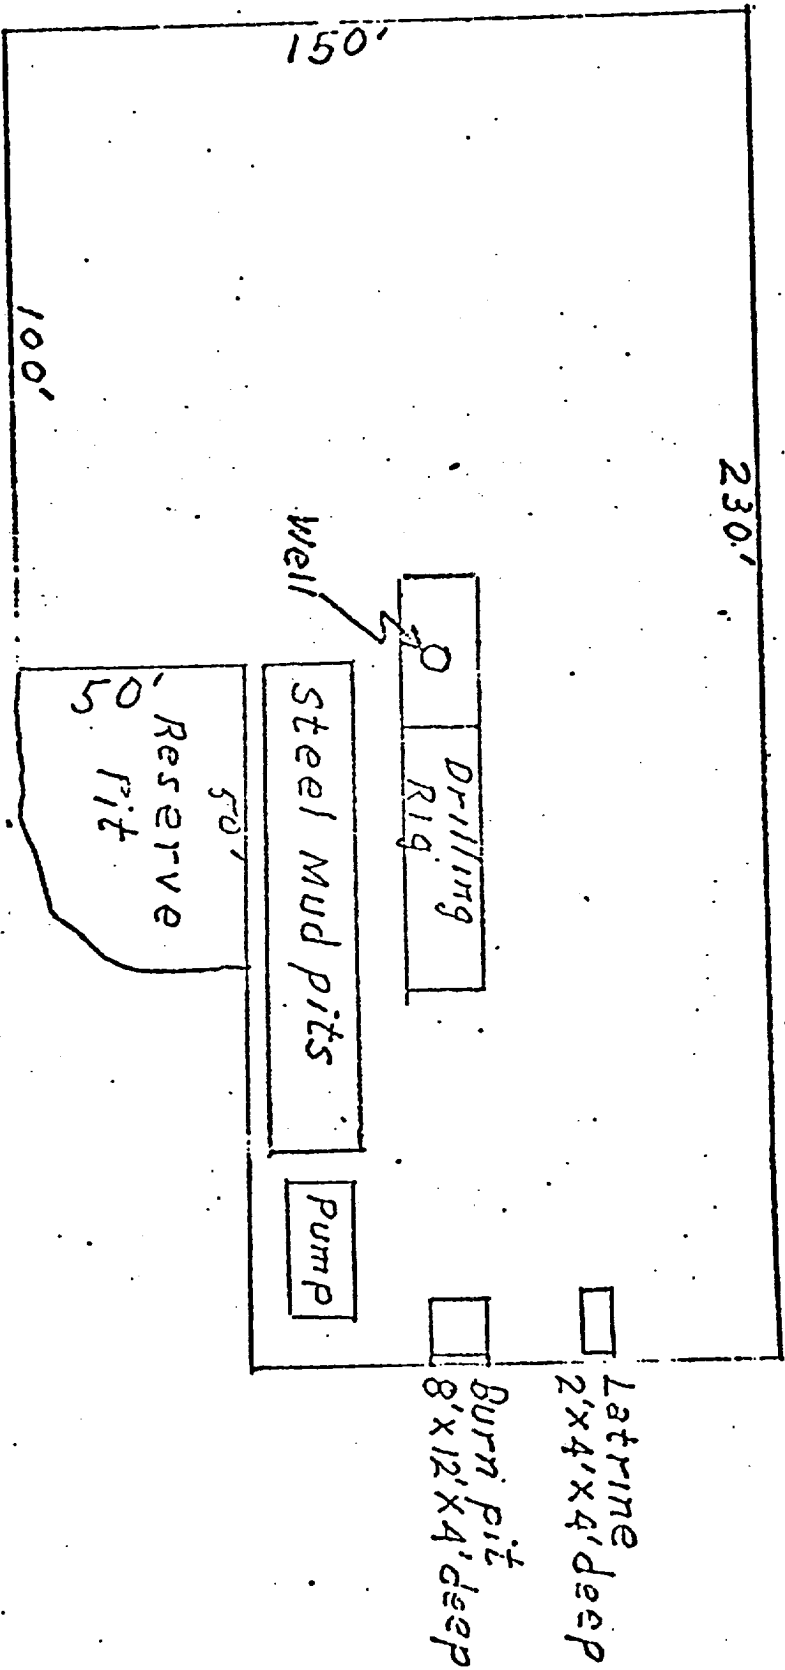 230'
150'
Latrine
2'x4'x4' deep
Drilling
Rig
Burn pit
8'x12'x4' deep
Well
Steel Mud pits
Pump
50'
Reserve
Pit
50'
100'